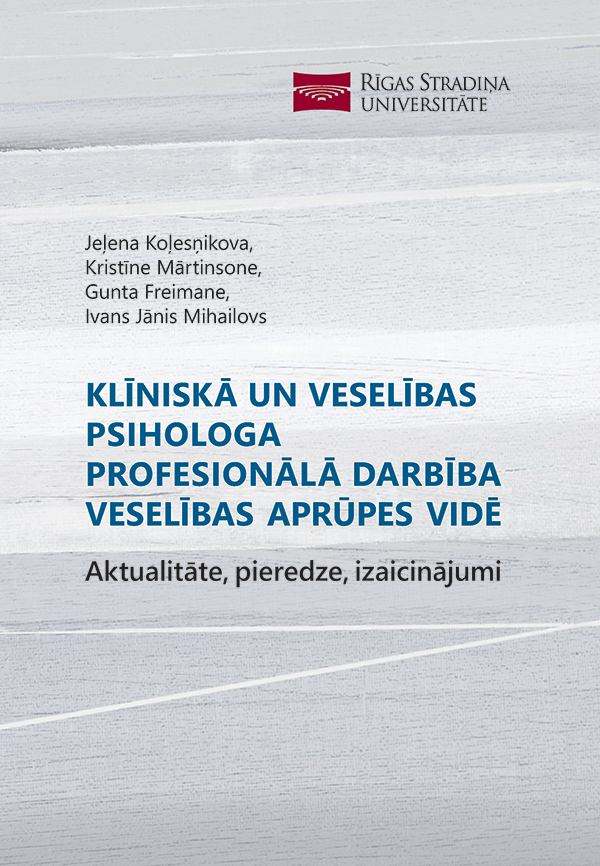 RĪGAS STRADIŅA
UNIVERSITĀTE
Jeļena Koļesņikova,
Kristīne Mārtinsone,
Gunta Freimane,
Ivans Jānis Mihailovs
KLĪNISKĀ UN VESELĪBAS
PSIHOLOGA
PROFESIONĀLĀ DARBĪBA
VESELĪBAS APRŪPES VIDĒ
Aktualitāte, pieredze, izaicinājumi